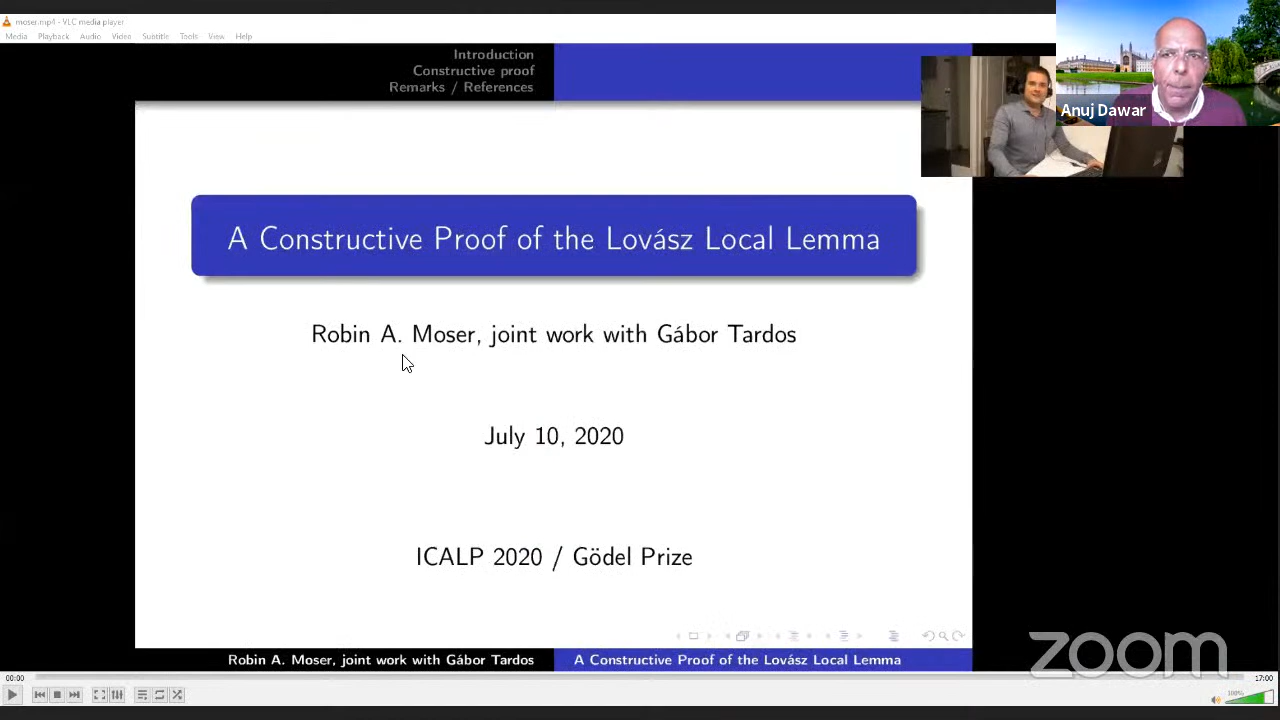 moser.mp4 - VLC media player
Media Playback Audio Video Subtitle Tools View Help
Introduction
Constructive proof
Remarks / References
Anuj Dawar
A Constructive Proof of the Lovász Local Lemma
Robin A. Moser, joint work with Gábor Tardos
July 10, 2020
ICALP 2020 / Gödel Prize
zoom
Robin A. Moser, joint work with Gábor Tardos A Constructive Proof of the Lovász Local Lemma
00:00 17:00
100%